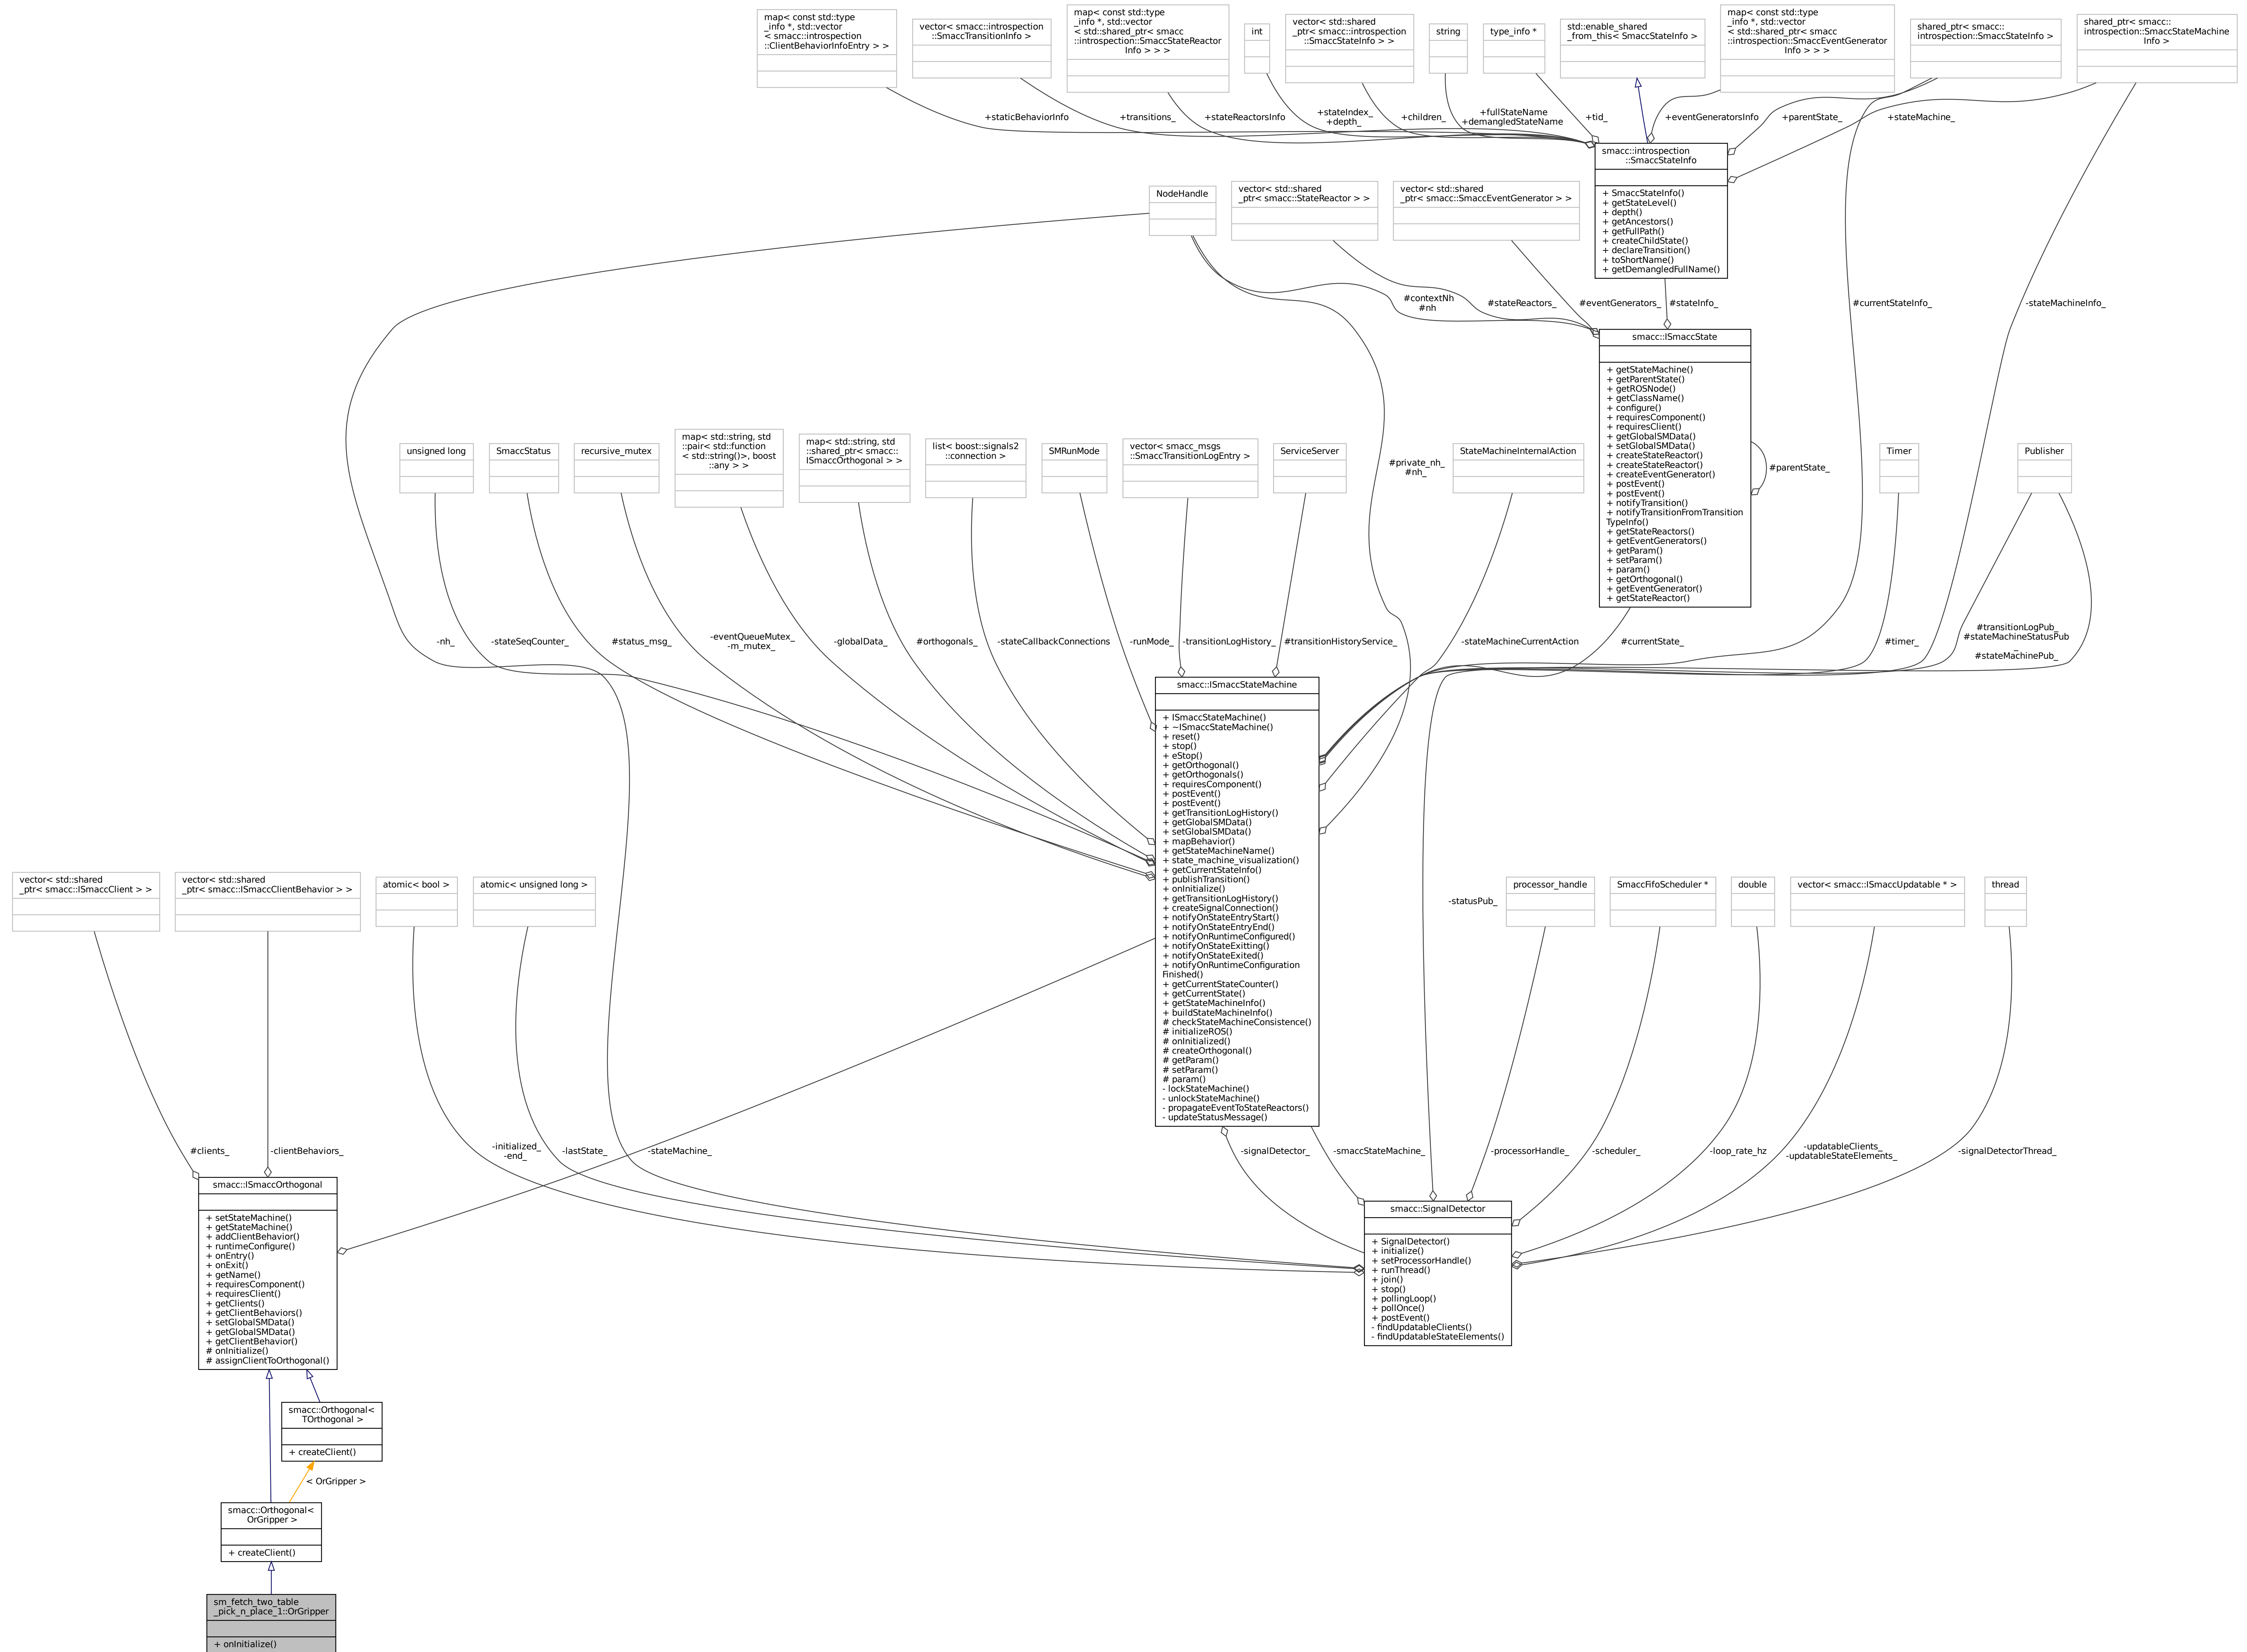 map< const std::type
_info *, std::vector
< smacc::introspection
::ClientBehaviorInfoEntry > >
vector< smacc::introspection
::SmaccTransitionInfo >
map< const std::type
_info *, std::vector
< std::shared_ptr< smacc
::introspection::SmaccStateReactor
Info > > >
int
vector< std::shared
_ptr< smacc::introspection
::SmaccStateInfo > >
string
type_info *
std::enable_shared
_from_this< SmaccStateInfo >
map< const std::type
_info *, std::vector
< std::shared_ptr< smacc
::introspection::SmaccEventGenerator
Info > > >
shared_ptr< smacc::
introspection::SmaccStateInfo >
shared_ptr< smacc::
introspection::SmaccStateMachine
Info >
+staticBehaviorInfo
+transitions_
+stateReactorsInfo
+stateIndex_
+depth_
+children_
+fullStateName
+demangledStateName
+tid_
+eventGeneratorsInfo
+parentState_
+stateMachine_
smacc::introspection
::SmaccStateInfo
+ SmaccStateInfo()
+ getStateLevel()
+ depth()
+ getAncestors()
+ getFullPath()
+ createChildState()
+ declareTransition()
+ toShortName()
+ getDemangledFullName()
NodeHandle
vector< std::shared
_ptr< smacc::StateReactor > >
vector< std::shared
_ptr< smacc::SmaccEventGenerator > >
#contextNh
#nh
#stateReactors_
#eventGenerators_
#stateInfo_
#currentStateInfo_
-stateMachineInfo_
smacc::ISmaccState
+ getStateMachine()
+ getParentState()
+ getROSNode()
+ getClassName()
+ configure()
+ requiresComponent()
+ requiresClient()
+ getGlobalSMData()
+ setGlobalSMData()
+ createStateReactor()
+ createStateReactor()
+ createEventGenerator()
+ postEvent()
+ postEvent()
+ notifyTransition()
+ notifyTransitionFromTransition
TypeInfo()
+ getStateReactors()
+ getEventGenerators()
+ getParam()
+ setParam()
+ param()
+ getOrthogonal()
+ getEventGenerator()
+ getStateReactor()
#parentState_
unsigned long
SmaccStatus
recursive_mutex
map< std::string, std
::pair< std::function
< std::string()>, boost
::any > >
map< std::string, std
::shared_ptr< smacc::
ISmaccOrthogonal > >
list< boost::signals2
::connection >
SMRunMode
vector< smacc_msgs
::SmaccTransitionLogEntry >
ServiceServer
#private_nh_
#nh_
StateMachineInternalAction
Timer
Publisher
-nh_
-stateSeqCounter_
#status_msg_
-eventQueueMutex_
-m_mutex_
-globalData_
#orthogonals_
-stateCallbackConnections
-runMode_
-transitionLogHistory_
#transitionHistoryService_
-stateMachineCurrentAction
#currentState_
#timer_
#transitionLogPub_
#stateMachineStatusPub
_
#stateMachinePub_
smacc::ISmaccStateMachine
+ ISmaccStateMachine()
+ ~ISmaccStateMachine()
+ reset()
+ stop()
+ eStop()
+ getOrthogonal()
+ getOrthogonals()
+ requiresComponent()
+ postEvent()
+ postEvent()
+ getTransitionLogHistory()
+ getGlobalSMData()
+ setGlobalSMData()
+ mapBehavior()
+ getStateMachineName()
+ state_machine_visualization()
+ getCurrentStateInfo()
+ publishTransition()
+ onInitialize()
+ getTransitionLogHistory()
+ createSignalConnection()
+ notifyOnStateEntryStart()
+ notifyOnStateEntryEnd()
+ notifyOnRuntimeConfigured()
+ notifyOnStateExitting()
+ notifyOnStateExited()
+ notifyOnRuntimeConfiguration
Finished()
+ getCurrentStateCounter()
+ getCurrentState()
+ getStateMachineInfo()
+ buildStateMachineInfo()
# checkStateMachineConsistence()
# initializeROS()
# onInitialized()
# createOrthogonal()
# getParam()
# setParam()
# param()
- lockStateMachine()
- unlockStateMachine()
- propagateEventToStateReactors()
- updateStatusMessage()
vector< std::shared
_ptr< smacc::ISmaccClient > >
vector< std::shared
_ptr< smacc::ISmaccClientBehavior > >
atomic< bool >
atomic< unsigned long >
-statusPub_
processor_handle
SmaccFifoScheduler *
double
vector< smacc::ISmaccUpdatable * >
thread
#clients_
-clientBehaviors_
-initialized_
-end_
-lastState_
-stateMachine_
-signalDetector_
-smaccStateMachine_
-processorHandle_
-scheduler_
-loop_rate_hz
-updatableClients_
-updatableStateElements_
-signalDetectorThread_
smacc::ISmaccOrthogonal
+ setStateMachine()
+ getStateMachine()
+ addClientBehavior()
+ runtimeConfigure()
+ onEntry()
+ onExit()
+ getName()
+ requiresComponent()
+ requiresClient()
+ getClients()
+ getClientBehaviors()
+ setGlobalSMData()
+ getGlobalSMData()
+ getClientBehavior()
# onInitialize()
# assignClientToOrthogonal()
smacc::SignalDetector
+ SignalDetector()
+ initialize()
+ setProcessorHandle()
+ runThread()
+ join()
+ stop()
+ pollingLoop()
+ pollOnce()
+ postEvent()
- findUpdatableClients()
- findUpdatableStateElements()
smacc::Orthogonal<
TOrthogonal >
+ createClient()
< OrGripper >
smacc::Orthogonal<
OrGripper >
+ createClient()
sm_fetch_two_table
_pick_n_place_1::OrGripper
+ onInitialize()